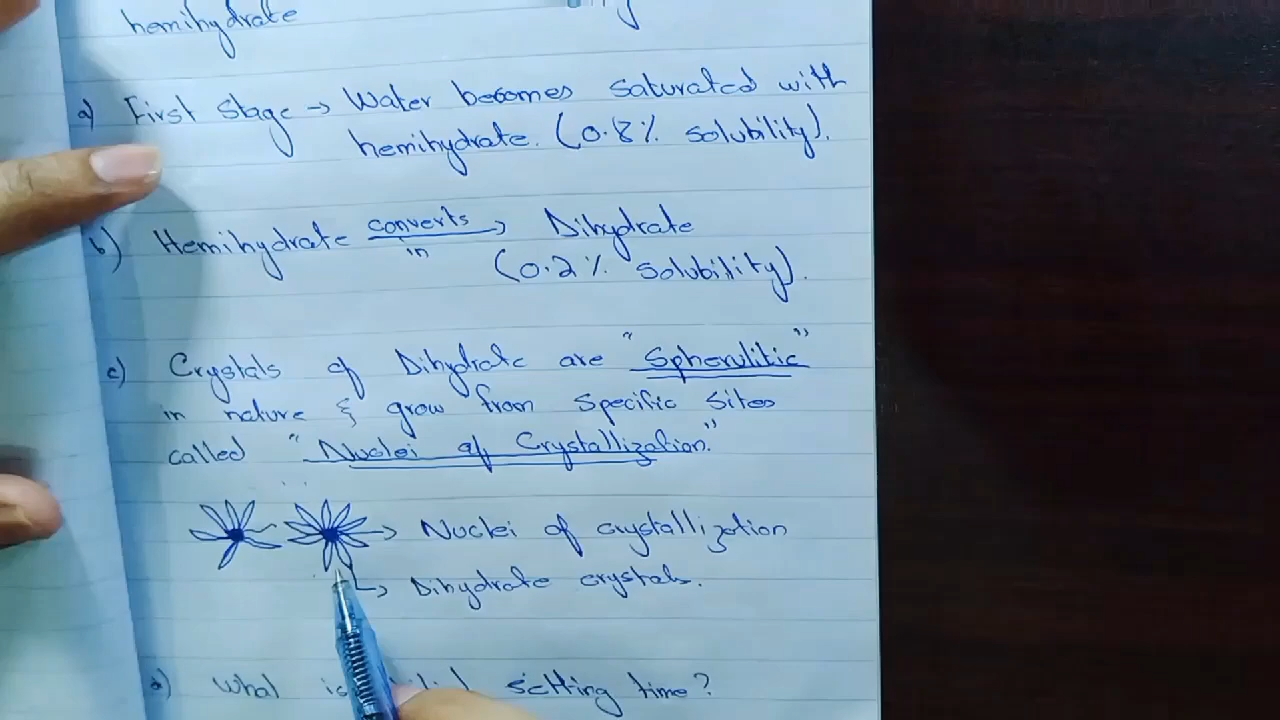 hemihydrate
a) First Stage → Water becomes saturated with
hemihydrate. (0.8% solubility).
b) Hemihydrate converts in → Dihydrate
(0.2% solubility).
c) Crystals of Dihydrate are "Spherulitic"
in nature & grow from specific sites
called "Nuclei of Crystallization."
→ Nuclei of crystallization
→ Dihydrate crystals.
What is setting time?